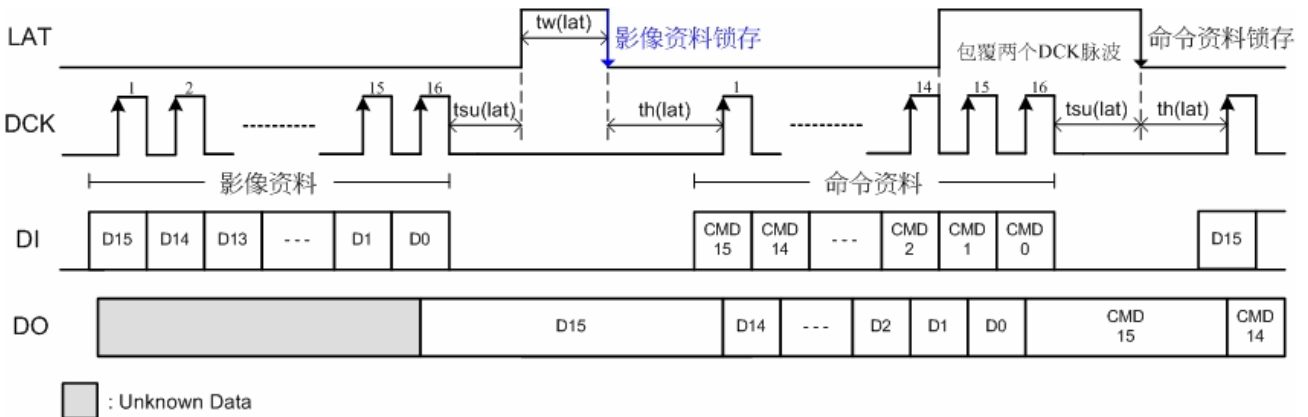 LAT
tw(lat)
影像资料锁存
包覆两个DCK脉波
命令资料锁存
DCK
1
2
15
16
tsu(lat)
th(lat)
1
14
15
16
tsu(lat)
th(lat)
影像资料
命令资料
DI
D15
D14
D13
---
D1
D0
CMD
15
CMD
14
---
CMD
2
CMD
1
CMD
0
D15
DO
D15
D14
---
D2
D1
D0
CMD
15
CMD
14
: Unknown Data